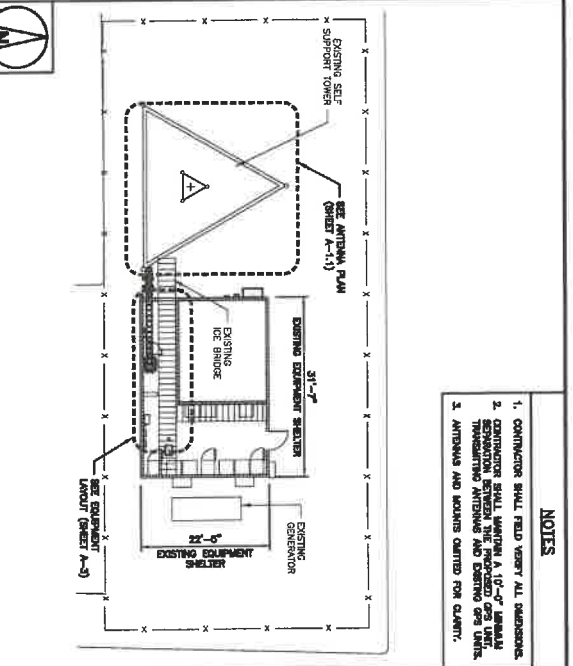 NOTES
1. CONTRACTOR SHALL FIELD VERIFY ALL DIMENSIONS.
2. CONTRACTOR SHALL MAINTAIN A 10'-0" MINIMUM
SEPARATION BETWEEN THE PROPOSED GPS UNIT,
TRANSMITTING ANTENNAS AND EXISTING GPS UNITS.
3. ANTENNAS AND MOUNTS OMITTED FOR CLARITY.
EXISTING SELF
SUPPORT TOWER
SEE ANTENNA PLAN
(SHEET A-1.1)
31'-7"
EXISTING EQUIPMENT SHELTER
EXISTING
ICE BRIDGE
EXISTING
GENERATOR
22'-0"
EXISTING EQUIPMENT
SHELTER
SEE EQUIPMENT
LAYOUT (SHEET A-3)
N